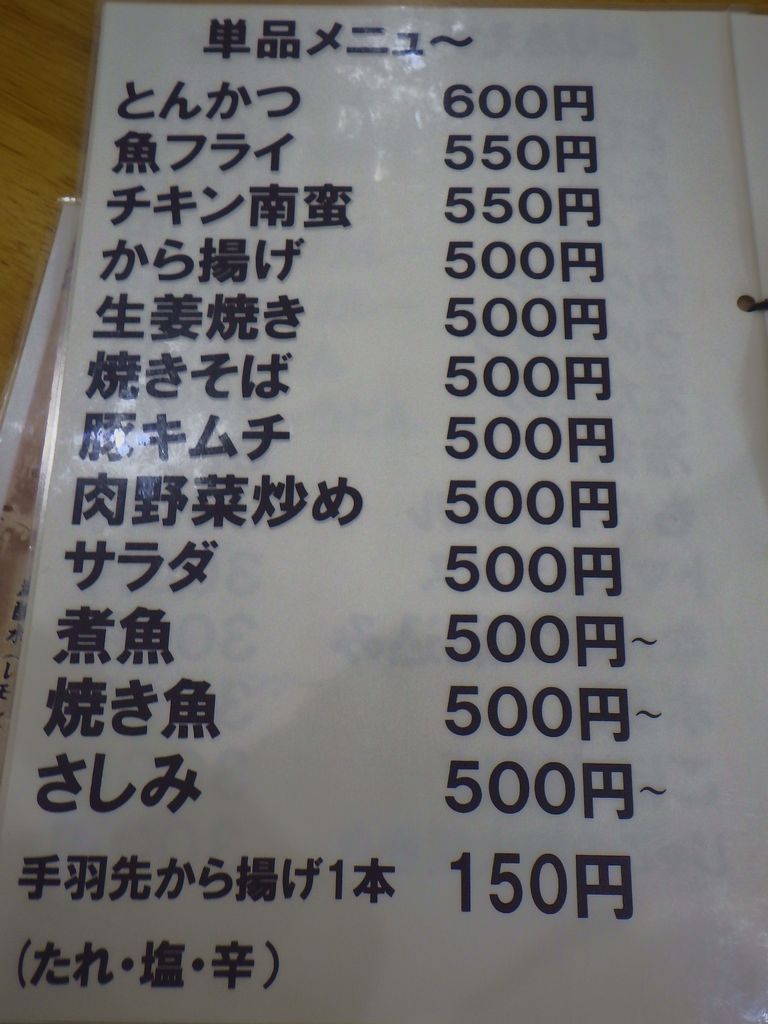 単品メニュ～
とんかつ 600円
魚フライ 550円
チキン南蛮 550円
から揚げ 500円
生姜焼き 500円
焼きそば 500円
豚キムチ 500円
肉野菜炒め 500円
サラダ 500円
煮魚 500円～
焼き魚 500円～
さしみ 500円～
手羽先から揚げ1本 150円
(たれ・塩・辛)